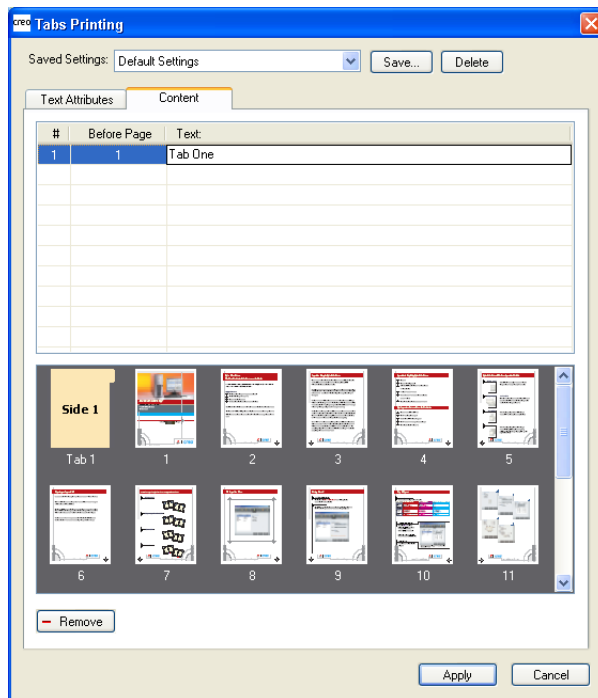 creo Tabs Printing
Saved Settings: Default Settings Save... Delete
Text Attributes Content
# Before Page Text:
1 1 Tab One
Side 1
Tab 1 1 2 3 4 5
6 7 8 9 10 11
Remove
Apply Cancel